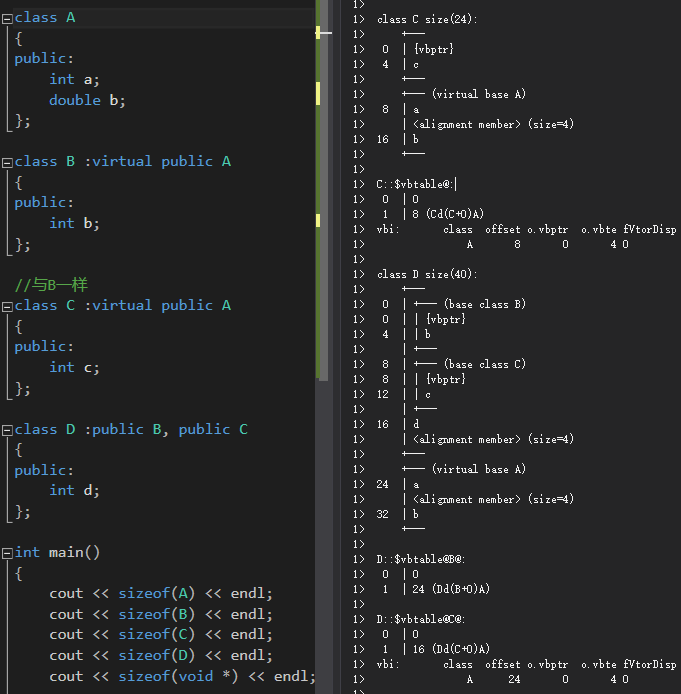 class A
{
public:
    int a;
    double b;
};
class B :virtual public A
{
public:
    int b;
};
//与B一样
class C :virtual public A
{
public:
    int c;
};
class D :public B, public C
{
public:
    int d;
};
int main()
{
    cout << sizeof(A) << endl;
    cout << sizeof(B) << endl;
    cout << sizeof(C) << endl;
    cout << sizeof(D) << endl;
    cout << sizeof(void *) << endl;
1>
1>  class C size(24):
1>      +---
1>   0  | {vbptr}
1>   4  | c
1>      +---
1>      +--- (virtual base A)
1>   8  | a
1>      | <alignment member> (size=4)
1>  16  | b
1>      +---
1>
1>  C::$vbtable@:
1>   0  | 0
1>   1  | 8 (Cd(C+0)A)
1>  vbi:       class  offset o.vbptr  o.vbte fVtorDisp
1>                 A       8       0       4 0
1>
1>  class D size(40):
1>      +---
1>   0  | +--- (base class B)
1>   0  | | {vbptr}
1>   4  | | b
1>      | +---
1>   8  | +--- (base class C)
1>   8  | | {vbptr}
1>  12  | | c
1>      | +---
1>  16  | d
1>      | <alignment member> (size=4)
1>      +---
1>      +--- (virtual base A)
1>  24  | a
1>      | <alignment member> (size=4)
1>  32  | b
1>      +---
1>
1>  D::$vbtable@B@:
1>   0  | 0
1>   1  | 24 (Dd(B+0)A)
1>
1>  D::$vbtable@C@:
1>   0  | 0
1>   1  | 16 (Dd(C+0)A)
1>  vbi:       class  offset o.vbptr  o.vbte fVtorDisp
1>                 A      24       0       4 0
1>